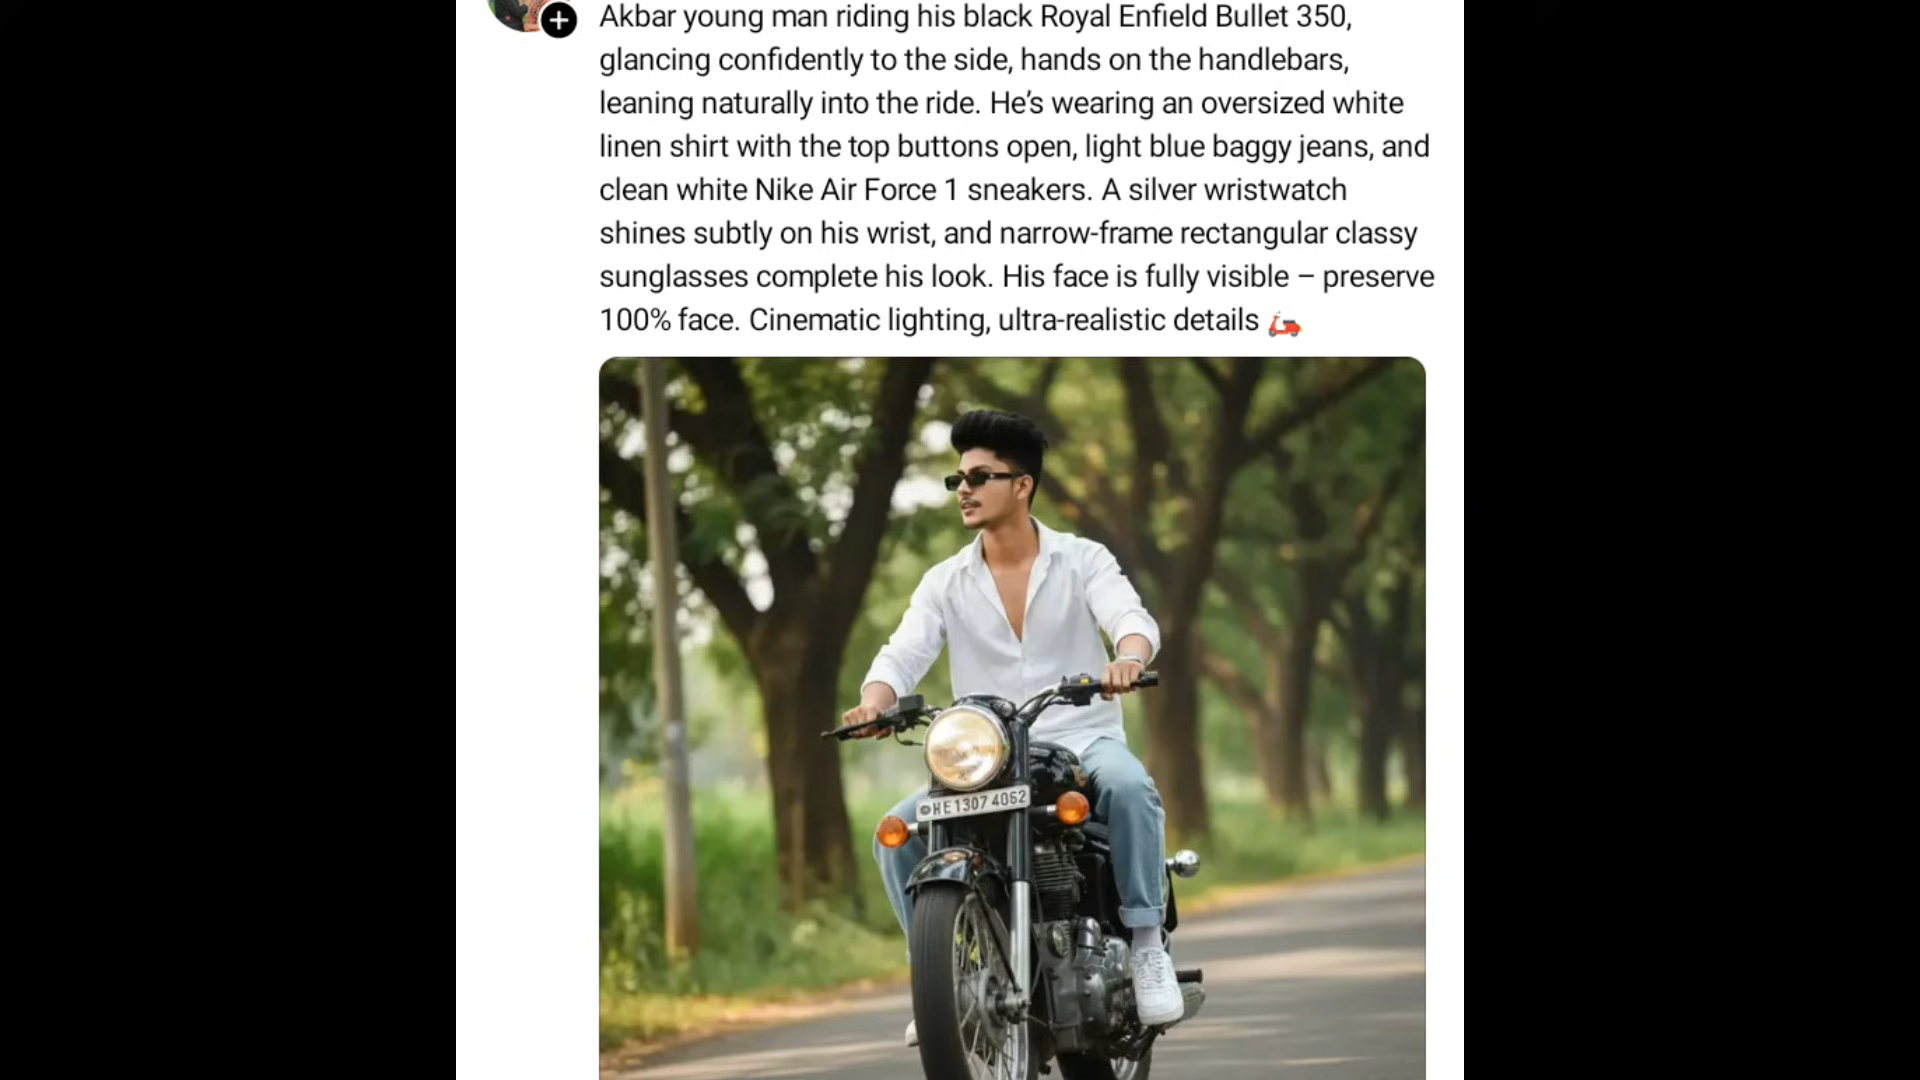 Akbar young man riding his black Royal Enfield Bullet 350,
glancing confidently to the side, hands on the handlebars,
leaning naturally into the ride. He’s wearing an oversized white
linen shirt with the top buttons open, light blue baggy jeans, and
clean white Nike Air Force 1 sneakers. A silver wristwatch
shines subtly on his wrist, and narrow-frame rectangular classy
sunglasses complete his look. His face is fully visible – preserve
100% face. Cinematic lighting, ultra-realistic details 🛵
HE1307 4062